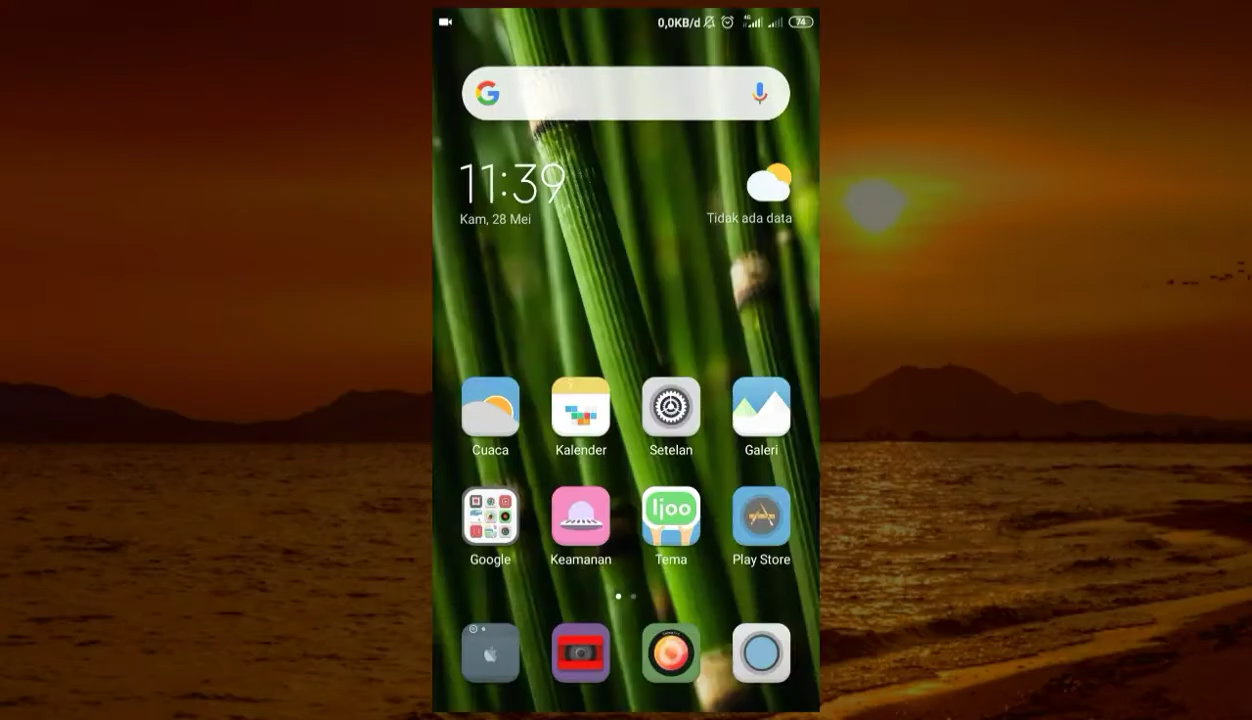 0,0KB/d 4G 74
G
11:39
Kam, 28 Mei
Tidak ada data
Cuaca Kalender Setelan Galeri
ljoo
Google Keamanan Tema Play Store